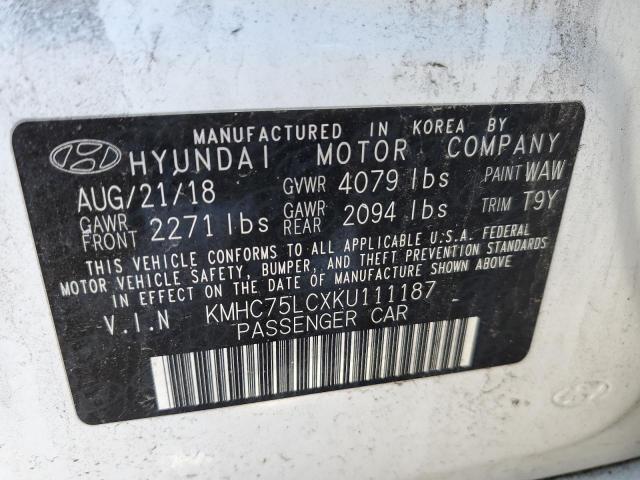 MANUFACTURED IN KOREA BY
HYUNDAI MOTOR COMPANY
AUG/21/18 GVWR 4079 lbs PAINT WAW
GAWR FRONT 2271 lbs GAWR REAR 2094 lbs TRIM T9Y
THIS VEHICLE CONFORMS TO ALL APPLICABLE U.S.A. FEDERAL
MOTOR VEHICLE SAFETY, BUMPER, AND THEFT PREVENTION STANDARDS
IN EFFECT ON THE DATE OF MANUFACTURE SHOWN ABOVE
V.I.N KMHC75LCXKU111187
PASSENGER CAR